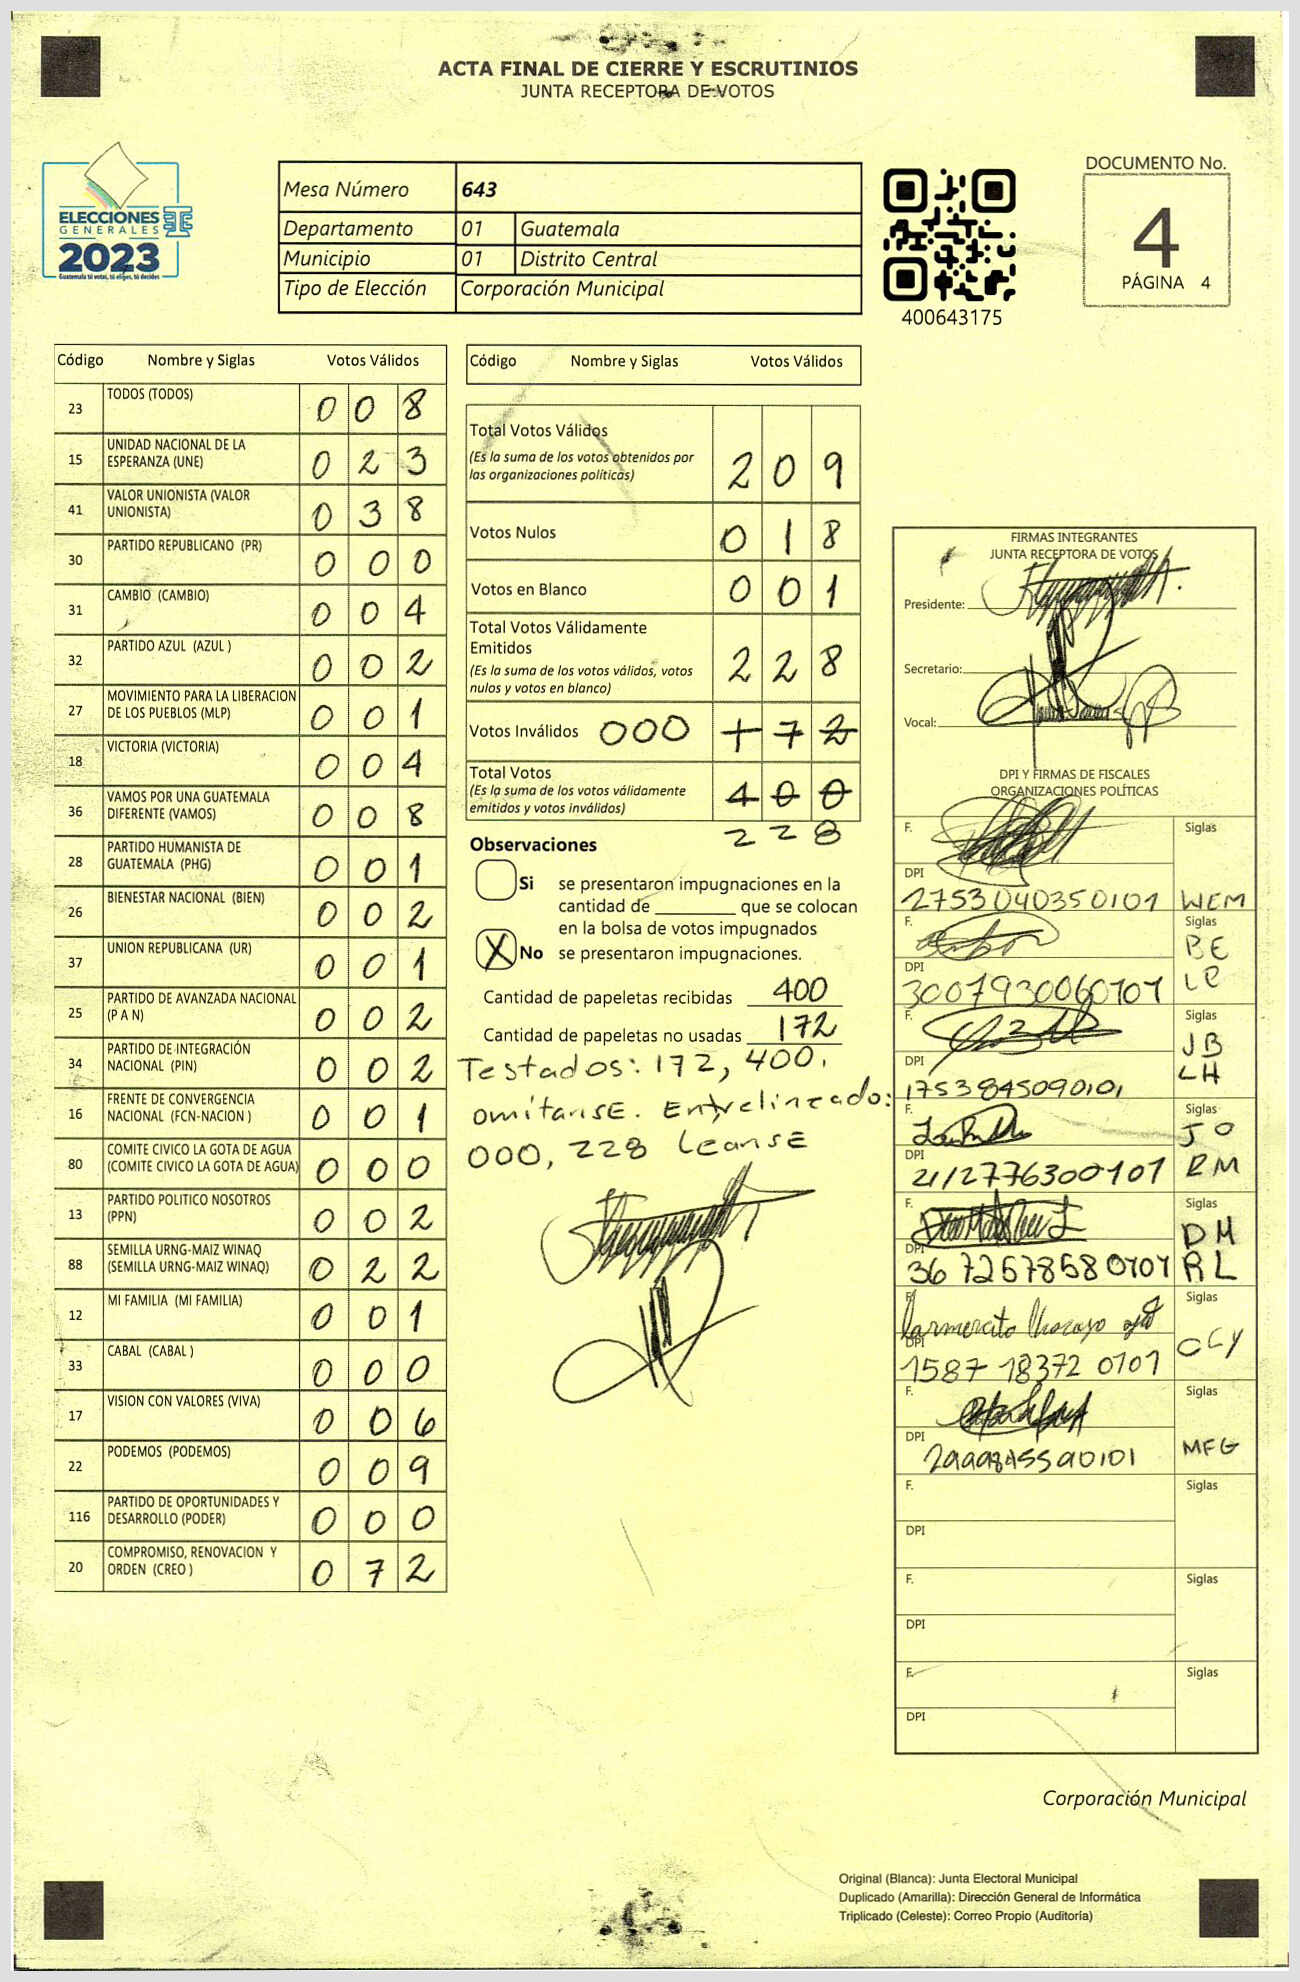 ACTA FINAL DE CIERRE Y ESCRUTINIOS
JUNTA RECEPTORA DE VOTOS
ELECCIONES
GENERALES
2023
Guatemala tú votas, tú eliges, tú decides
Mesa Número 643
Departamento 01 Guatemala
Municipio 01 Distrito Central
Tipo de Elección Corporación Municipal
400643175
DOCUMENTO No.
4
PÁGINA 4
Código Nombre y Siglas Votos Válidos
23 TODOS (TODOS) 0 0 8
15 UNIDAD NACIONAL DE LA
ESPERANZA (UNE) 0 2 3
41 VALOR UNIONISTA (VALOR
UNIONISTA) 0 3 8
30 PARTIDO REPUBLICANO (PR) 0 0 0
31 CAMBIO (CAMBIO) 0 0 4
32 PARTIDO AZUL (AZUL ) 0 0 2
27 MOVIMIENTO PARA LA LIBERACION
DE LOS PUEBLOS (MLP) 0 0 1
18 VICTORIA (VICTORIA) 0 0 4
36 VAMOS POR UNA GUATEMALA
DIFERENTE (VAMOS) 0 0 8
28 PARTIDO HUMANISTA DE
GUATEMALA (PHG) 0 0 1
26 BIENESTAR NACIONAL (BIEN) 0 0 2
37 UNION REPUBLICANA (UR) 0 0 1
25 PARTIDO DE AVANZADA NACIONAL
(P A N) 0 0 2
34 PARTIDO DE INTEGRACIÓN
NACIONAL (PIN) 0 0 2
16 FRENTE DE CONVERGENCIA
NACIONAL (FCN-NACION ) 0 0 1
80 COMITE CIVICO LA GOTA DE AGUA
(COMITE CIVICO LA GOTA DE AGUA) 0 0 0
13 PARTIDO POLITICO NOSOTROS
(PPN) 0 0 2
88 SEMILLA URNG-MAIZ WINAQ
(SEMILLA URNG-MAIZ WINAQ) 0 2 2
12 MI FAMILIA (MI FAMILIA) 0 0 1
33 CABAL (CABAL ) 0 0 0
17 VISION CON VALORES (VIVA) 0 0 6
22 PODEMOS (PODEMOS) 0 0 9
116 PARTIDO DE OPORTUNIDADES Y
DESARROLLO (PODER) 0 0 0
20 COMPROMISO, RENOVACION Y
ORDEN (CREO ) 0 7 2
Código Nombre y Siglas Votos Válidos
Total Votos Válidos
(Es la suma de los votos obtenidos por
las organizaciones políticas) 2 0 9
Votos Nulos 0 1 8
Votos en Blanco 0 0 1
Total Votos Válidamente
Emitidos
(Es la suma de los votos válidos, votos
nulos y votos en blanco) 2 2 8
Votos Inválidos 000 1 7 2
Total Votos
(Es la suma de los votos válidamente
emitidos y votos inválidos) 4 0 0
2 2 8
Observaciones
Si se presentaron impugnaciones en la
cantidad de ________ que se colocan
en la bolsa de votos impugnados
X No se presentaron impugnaciones.
Cantidad de papeletas recibidas 400
Cantidad de papeletas no usadas 172
Testados: 172, 400.
omitanse. Entrelineado:
000, 228 Leanse
FIRMAS INTEGRANTES
JUNTA RECEPTORA DE VOTOS
Presidente:
Secretario:
Vocal:
DPI Y FIRMAS DE FISCALES
ORGANIZACIONES POLÍTICAS
F. Siglas
DPI
2753040350101 WEM
F. Siglas
DPI BE
3007930060101 LP
F. Siglas
DPI JB
1753845090101 LH
F. Siglas
DPI JO
2112776300101 RM
F. Siglas
DPI DM
3672578580101 RL
F. Siglas
DPI
1587 18372 0101 OCY
F. Siglas
DPI
MFG
F. Siglas
DPI
F. Siglas
DPI
F. Siglas
DPI
Corporación Municipal
Original (Blanca): Junta Electoral Municipal
Duplicado (Amarilla): Dirección General de Informática
Triplicado (Celeste): Correo Propio (Auditoría)